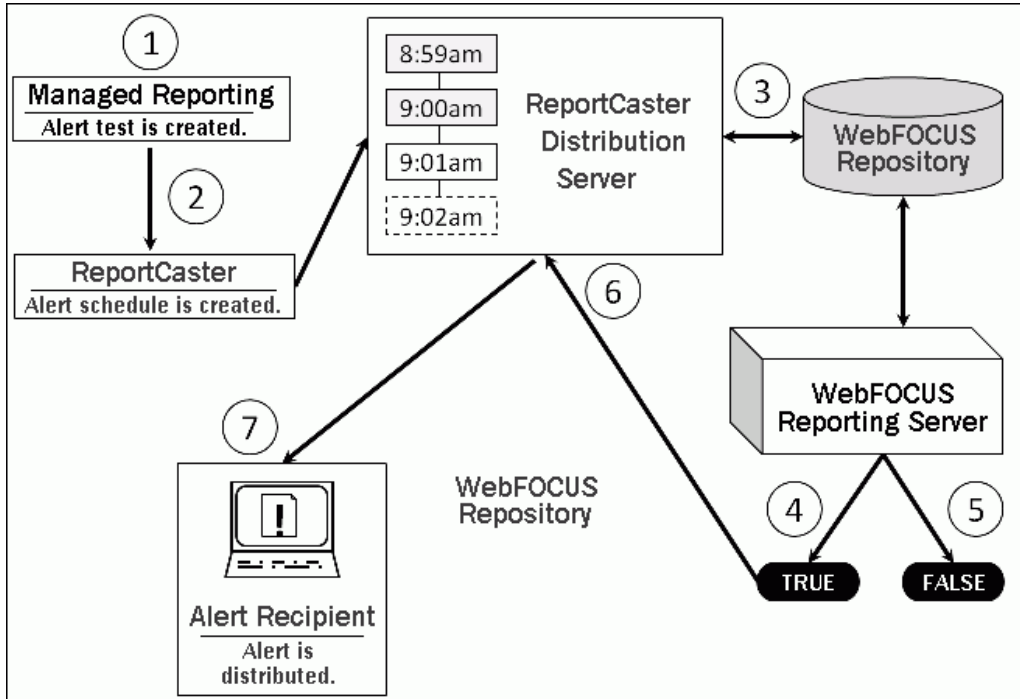 1
Managed Reporting
Alert test is created.
2
ReportCaster
Alert schedule is created.
8:59am
9:00am
9:01am
9:02am
ReportCaster
Distribution
Server
3
WebFOCUS
Repository
WebFOCUS
Reporting Server
4
5
TRUE
FALSE
6
7
WebFOCUS
Repository
!
Alert Recipient
Alert is
distributed.